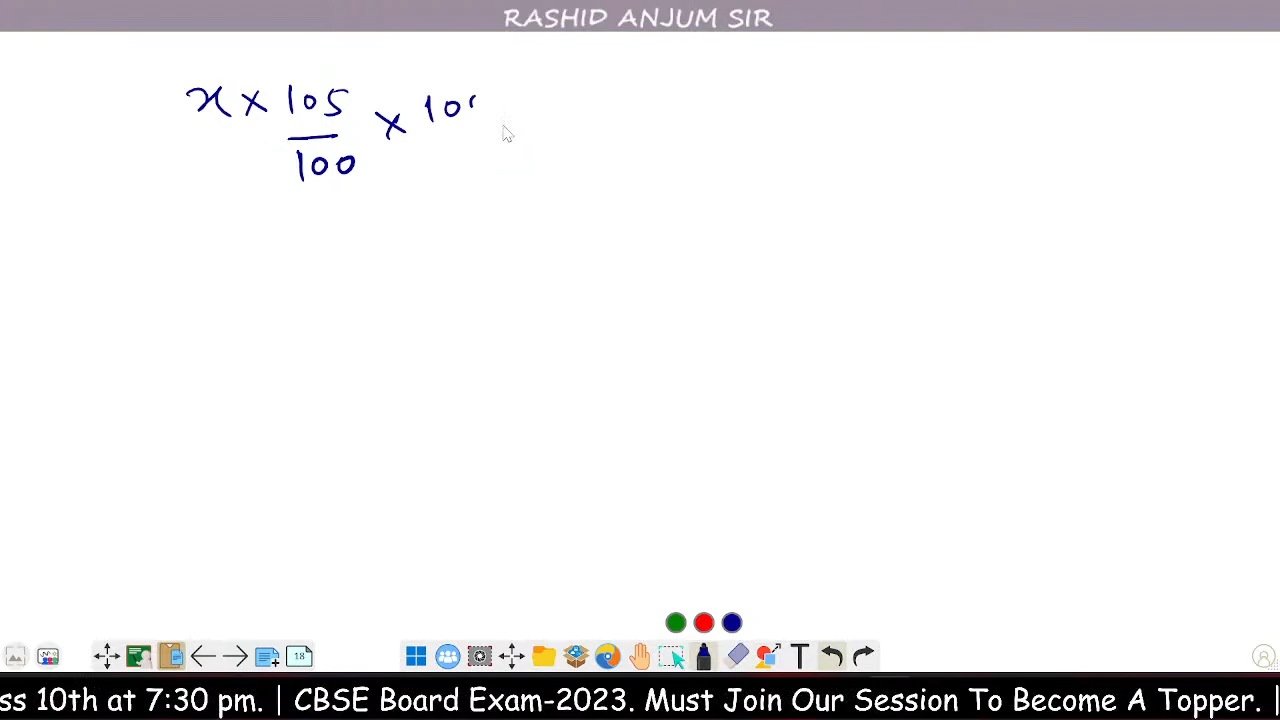 RASHID ANJUM SIR
x × 105/100 × 10
18
T
ss 10th at 7:30 pm. | CBSE Board Exam-2023. Must Join Our Session To Become A Topper. |